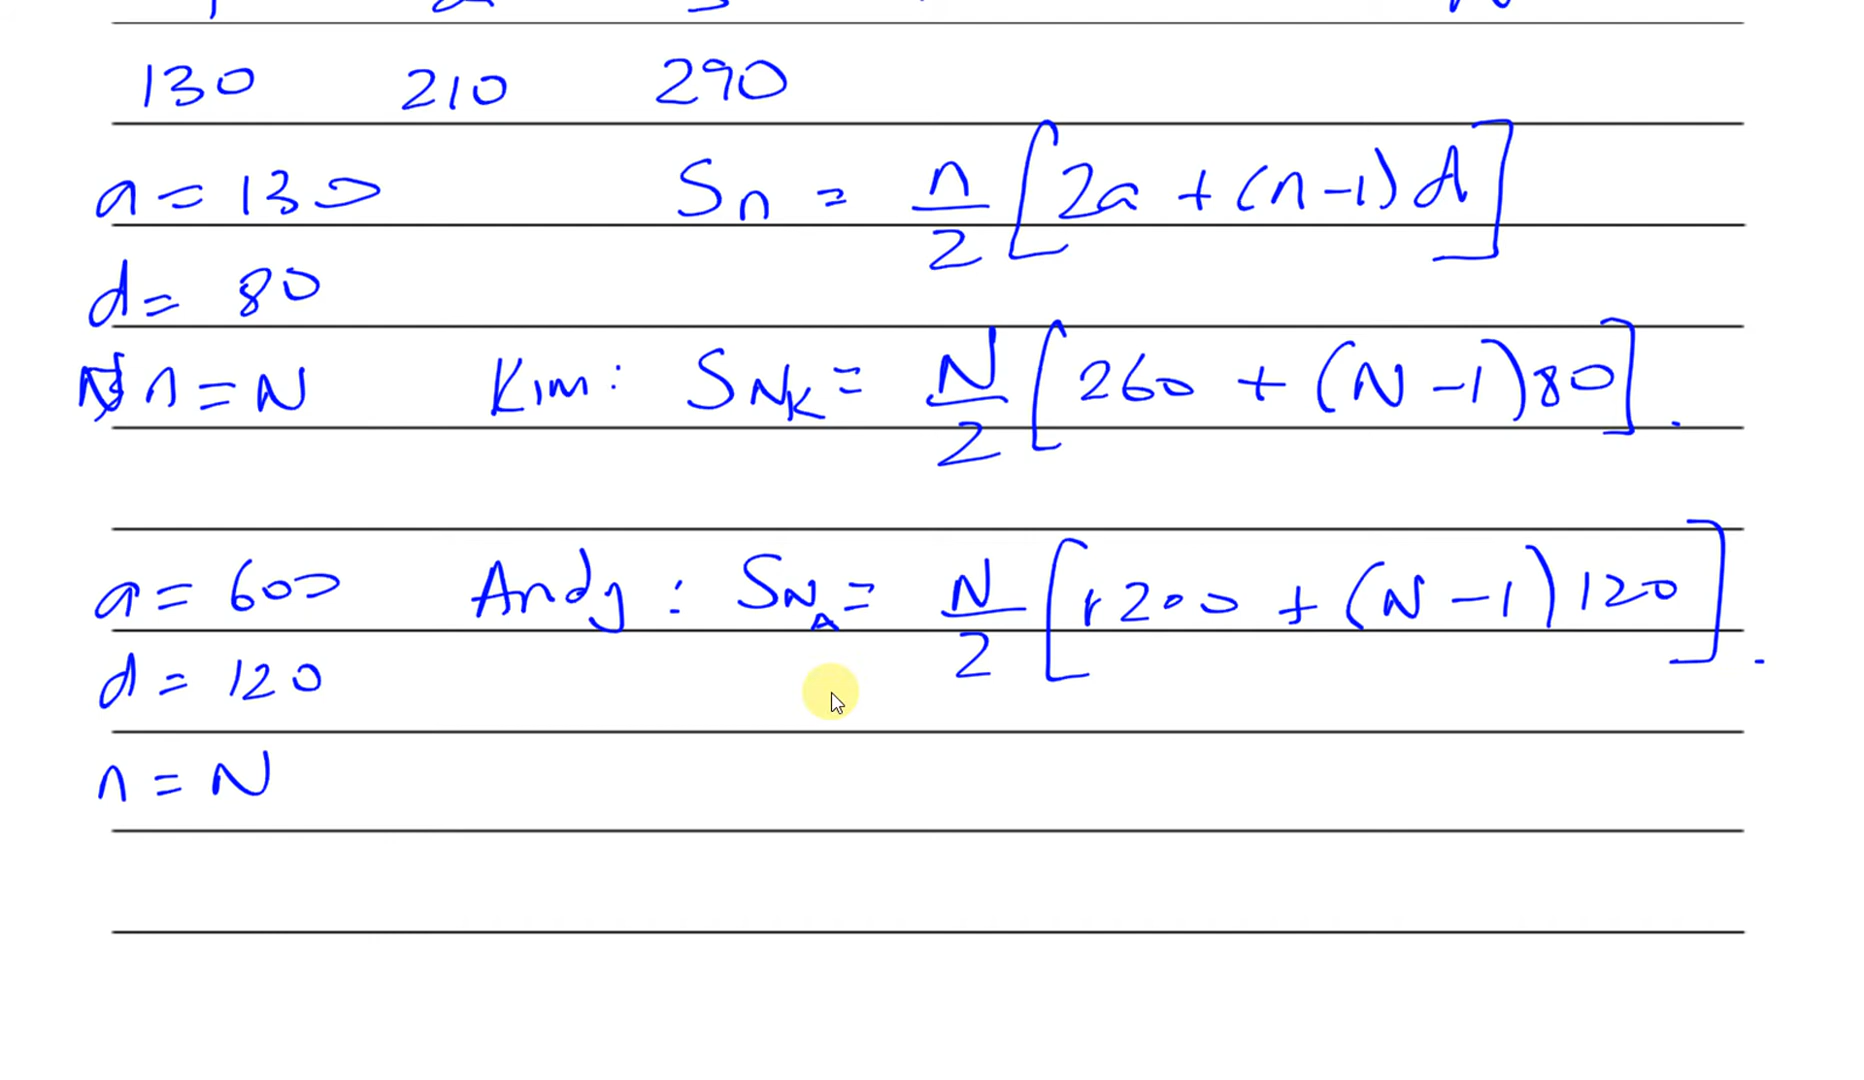 130 210 290
a = 130 Sn = n/2 [2a + (n-1)d]
d = 80
n = N Kim: SNK = N/2 [260 + (N-1)80].
a = 600 Andy: SNA = N/2 [1200 + (N-1)120].
d = 120
n = N